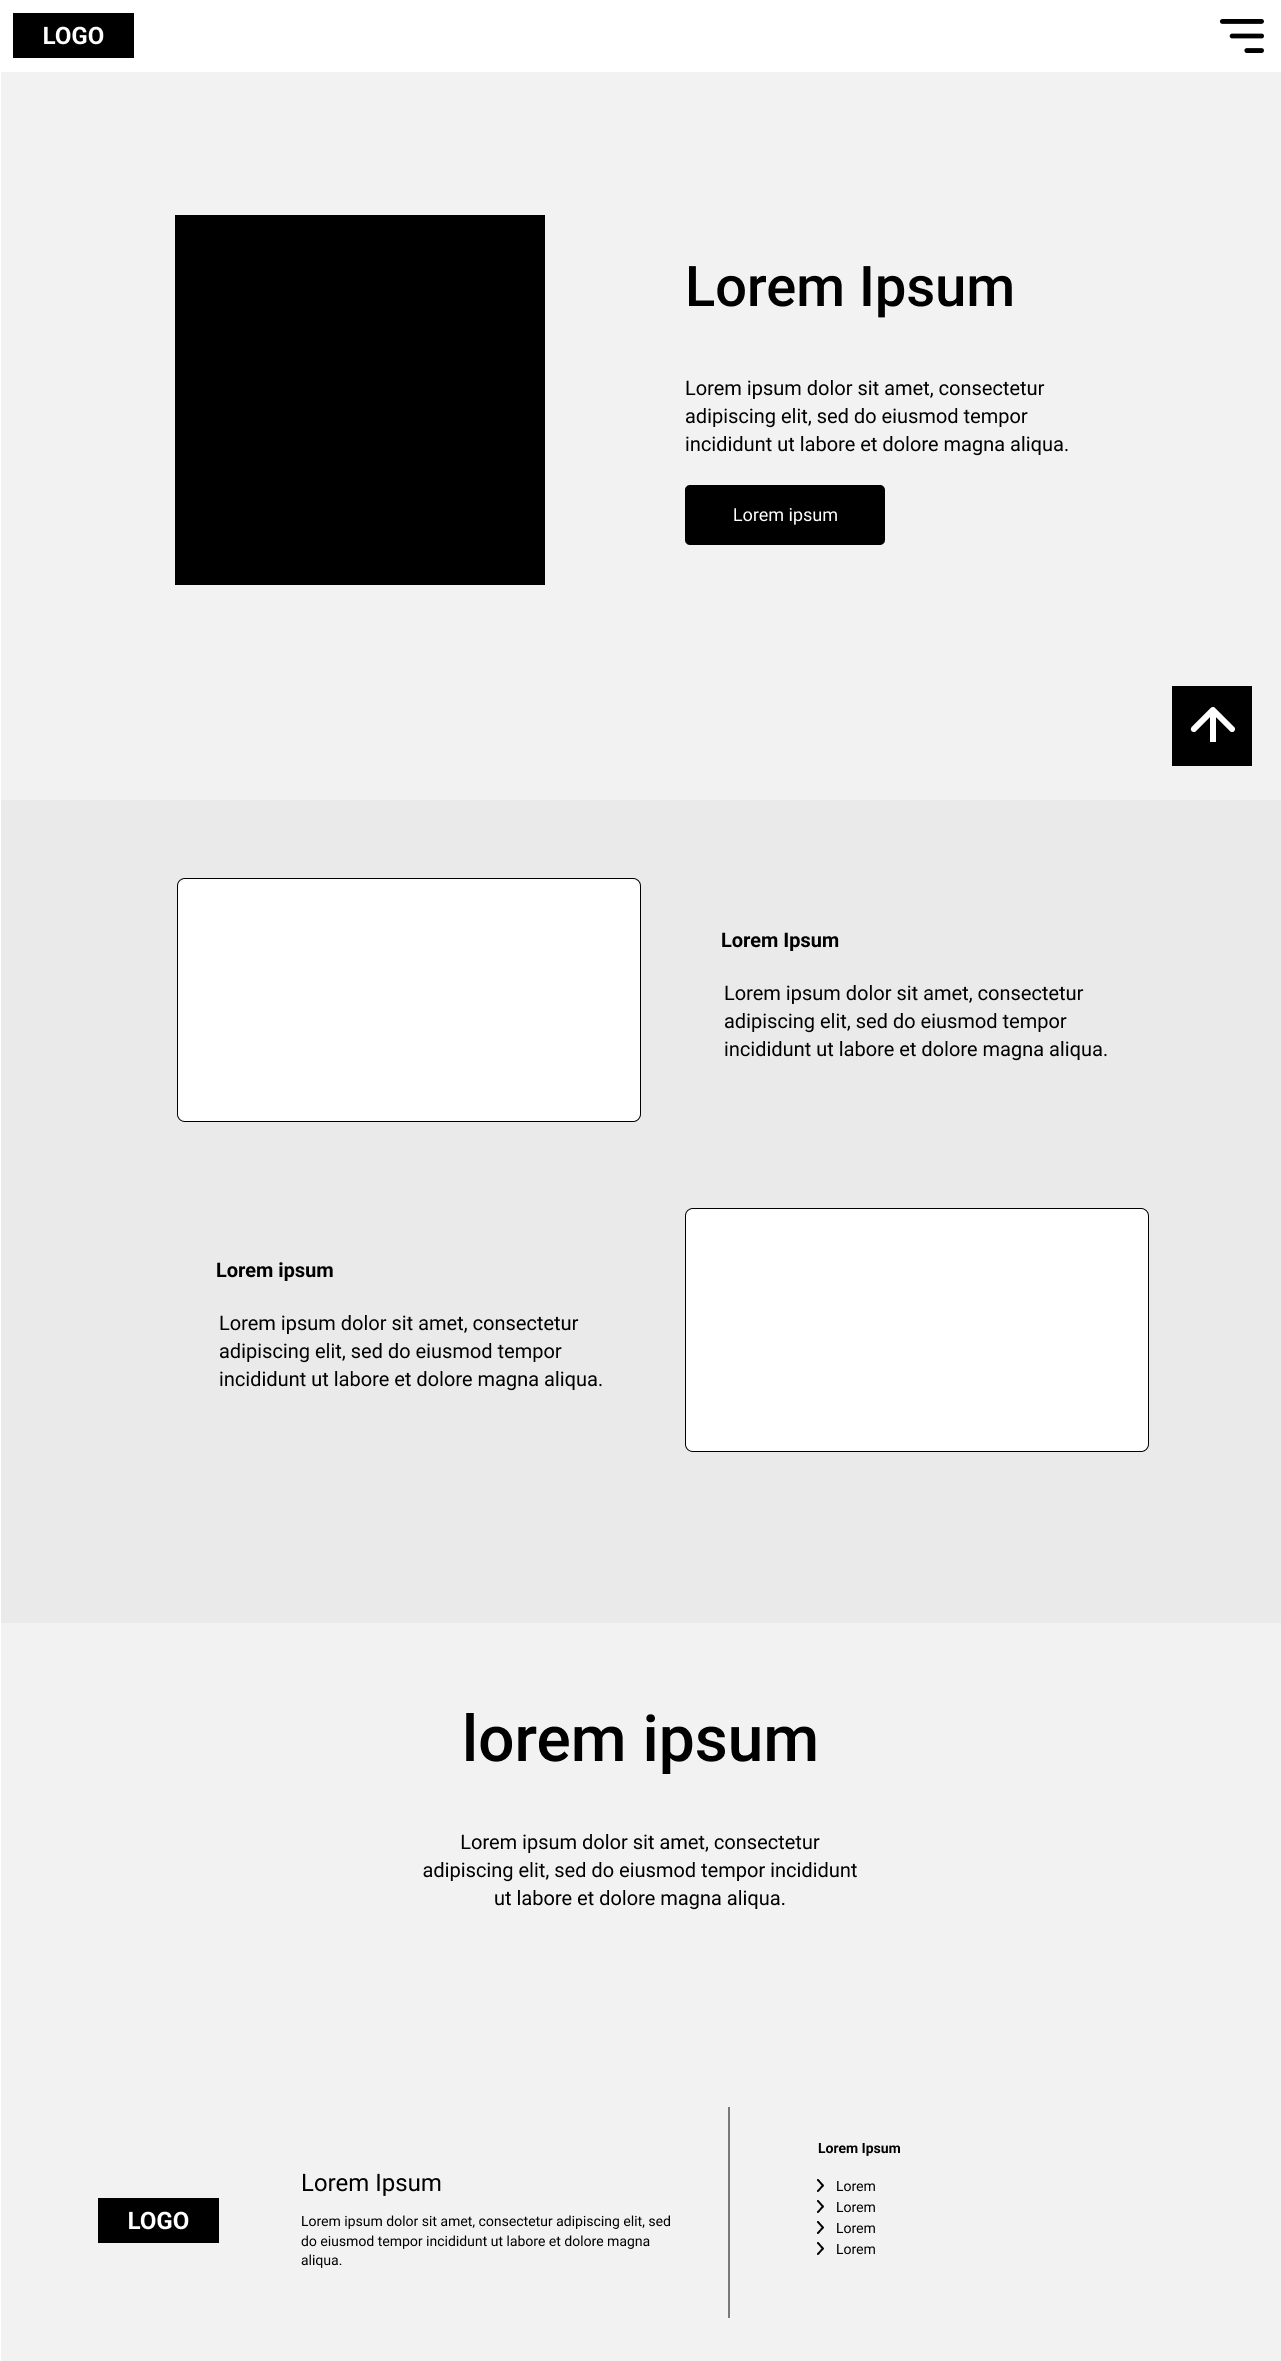 LOGO
Lorem Ipsum
Lorem ipsum dolor sit amet, consectetur
adipiscing elit, sed do eiusmod tempor
incididunt ut labore et dolore magna aliqua.
Lorem ipsum
Lorem Ipsum
Lorem ipsum dolor sit amet, consectetur
adipiscing elit, sed do eiusmod tempor
incididunt ut labore et dolore magna aliqua.
Lorem ipsum
Lorem ipsum dolor sit amet, consectetur
adipiscing elit, sed do eiusmod tempor
incididunt ut labore et dolore magna aliqua.
lorem ipsum
Lorem ipsum dolor sit amet, consectetur
adipiscing elit, sed do eiusmod tempor incididunt
ut labore et dolore magna aliqua.
LOGO
Lorem Ipsum
Lorem ipsum dolor sit amet, consectetur adipiscing elit, sed
do eiusmod tempor incididunt ut labore et dolore magna
aliqua.
Lorem Ipsum
Lorem
Lorem
Lorem
Lorem